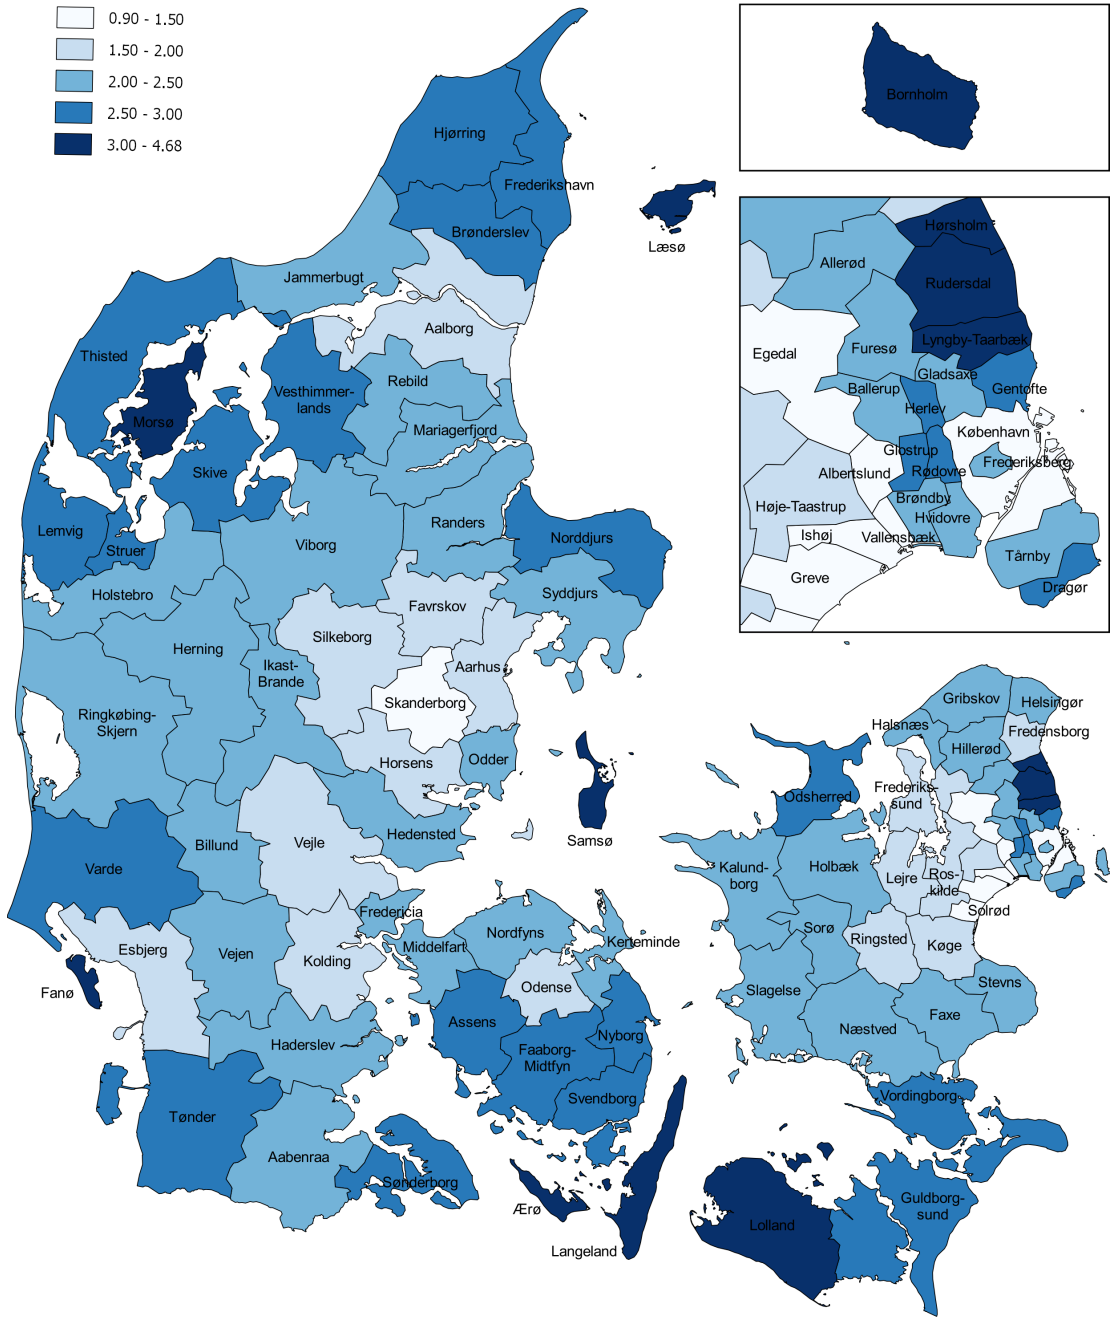 0.90 - 1.50
1.50 - 2.00
2.00 - 2.50
2.50 - 3.00
3.00 - 4.68
Bornholm
Hjørring
Frederikshavn
Brønderslev
Læsø
Jammerbugt
Aalborg
Thisted
Rebild
Vesthimmer-
lands
Morsø
Mariagerfjord
Skive
Lemvig
Struer
Viborg
Randers
Norddjurs
Holstebro
Syddjurs
Favrskov
Silkeborg
Herning
Ikast-
Brande
Aarhus
Skanderborg
Ringkøbing-
Skjern
Horsens
Odder
Samsø
Hedensted
Billund
Vejle
Varde
Fredericia
Esbjerg
Vejen
Kolding
Fanø
Middelfart
Nordfyns
Kerteminde
Odense
Assens
Nyborg
Faaborg-
Midtfyn
Svendborg
Haderslev
Tønder
Aabenraa
Sønderborg
Ærø
Langeland
Hørsholm
Allerød
Rudersdal
Lyngby-Taarbæk
Egedal
Furesø
Gladsaxe
Ballerup
Gentofte
Herlev
København
Glostrup
Frederiksberg
Albertslund
Rødovre
Brøndby
Høje-Taastrup
Hvidovre
Ishøj
Vallensbæk
Tårnby
Greve
Dragør
Gribskov
Helsingør
Halsnæs
Fredensborg
Hillerød
Frederiks-
sund
Odsherred
Kalund-
borg
Holbæk
Lejre
Ros-
kilde
Solrød
Sorø
Ringsted
Køge
Slagelse
Stevns
Faxe
Næstved
Vordingborg
Guldborg-
sund
Lolland